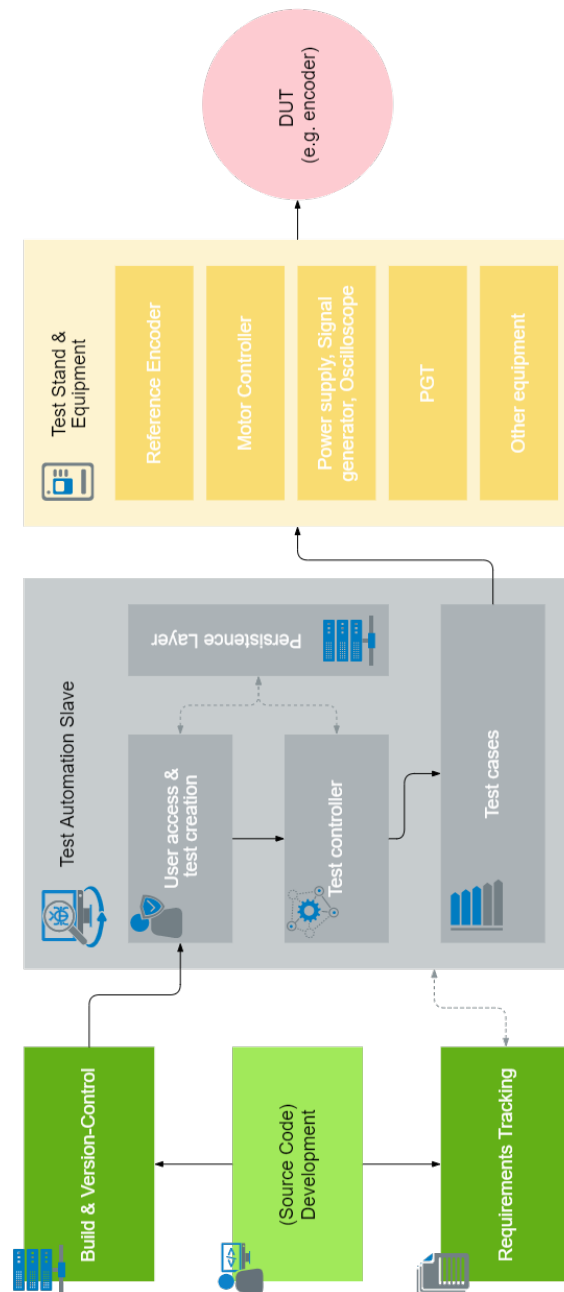 Build & Version-Control
(Source Code)
Development
Requirements Tracking
Test Automation Slave
User access &
test creation
Test controller
Persistence Layer
Test cases
Test Stand &
Equipment
Reference Encoder
Motor Controller
Power supply, Signal
generator, Oscilloscope
PGT
Other equipment
DUT
(e.g. encoder)